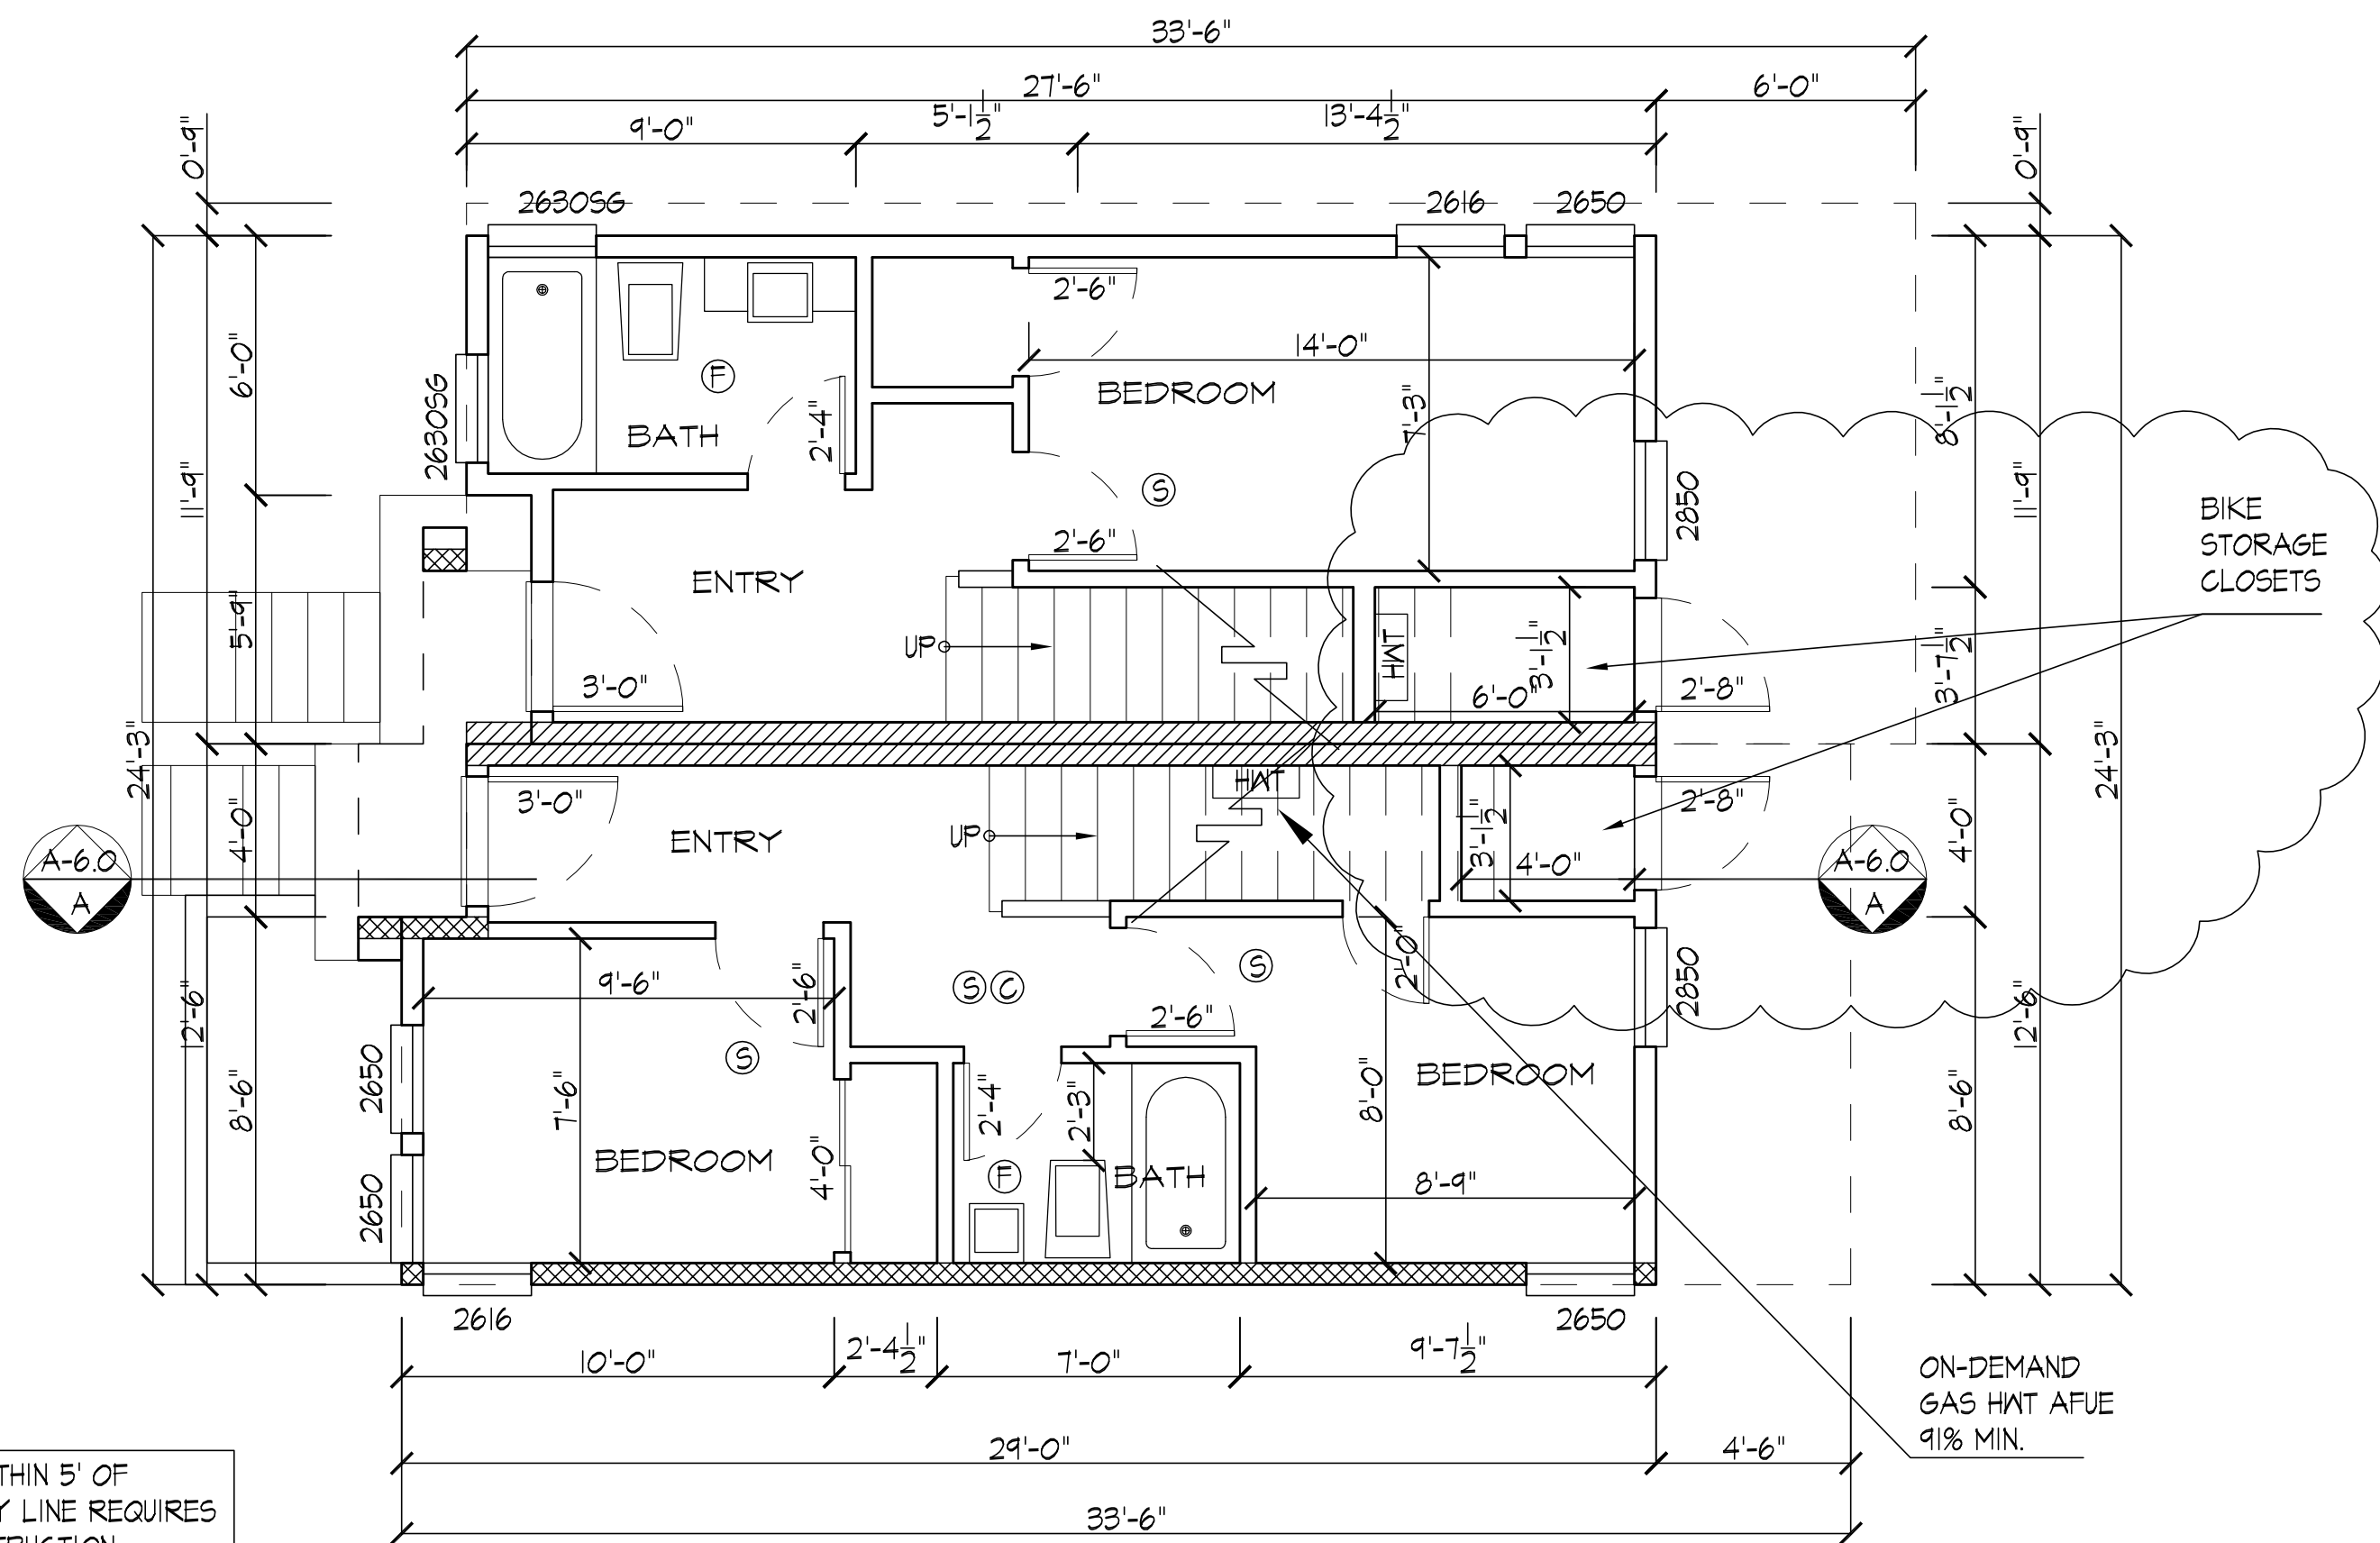 33'-6"
27'-6"
6'-0"
9'-0"
5'-1 1/2"
13'-4 1/2"
0'-9"
0'-9"
2630SG
2616
2650
2'-6"
14'-0"
6'-0"
2630SG
F
BATH
2'-4"
BEDROOM
7'-3"
8'-1 1/2"
11'-9"
S
2850
11'-9"
BIKE
STORAGE
CLOSETS
2'-6"
ENTRY
5'-9"
UP
HWT
3'-1 1/2"
3'-7 1/2"
3'-0"
6'-0"
2'-8"
24'-3"
24'-3"
3'-0"
HWT
2'-8"
4'-0"
ENTRY
UP
3'-1 1/2"
4'-0"
4'-0"
A-6.0
A
A-6.0
A
9'-6"
2'-6"
S
C
S
2'-0"
2850
12'-6"
12'-6"
2'-6"
S
2650
8'-6"
7'-6"
2'-4"
2'-3"
8'-0"
BEDROOM
8'-6"
BEDROOM
4'-0"
F
BATH
8'-9"
2650
2616
2650
10'-0"
2'-4 1/2"
7'-0"
9'-7 1/2"
ON-DEMAND
GAS HWT AFUE
91% MIN.
29'-0"
4'-6"
33'-6"
THIN 5' OF
Y LINE REQUIRES